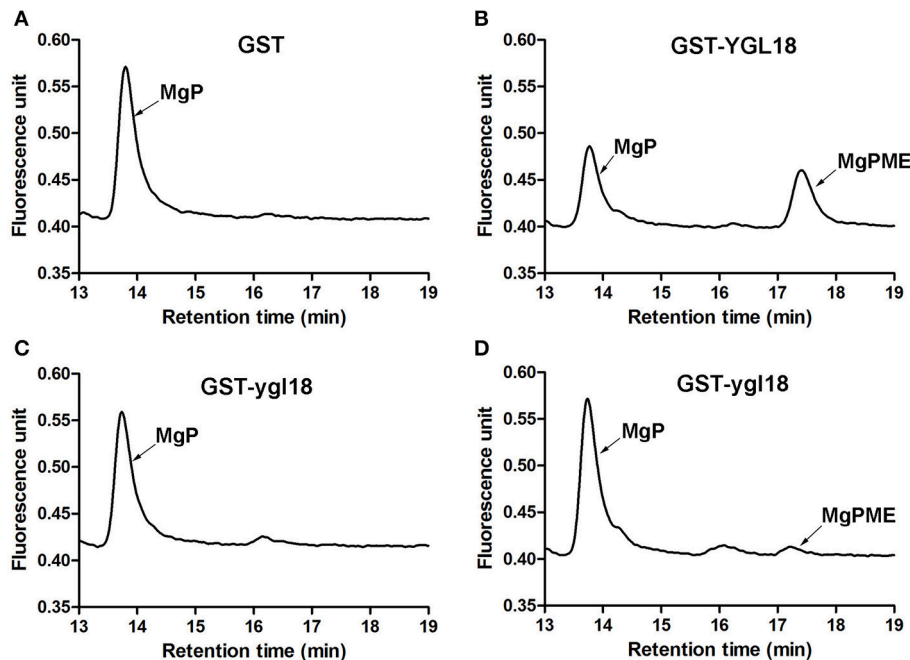 A
GST
Fluorescence unit
0.60
0.55
0.50
0.45
0.40
0.35
MgP
13 14 15 16 17 18 19
Retention time (min)
B
GST-YGL18
Fluorescence unit
0.60
0.55
0.50
0.45
0.40
0.35
MgP
MgPME
13 14 15 16 17 18 19
Retention time (min)
C
GST-ygl18
Fluorescence unit
0.60
0.55
0.50
0.45
0.40
0.35
MgP
13 14 15 16 17 18 19
Retention time (min)
D
GST-ygl18
Fluorescence unit
0.60
0.55
0.50
0.45
0.40
0.35
MgP
MgPME
13 14 15 16 17 18 19
Retention time (min)